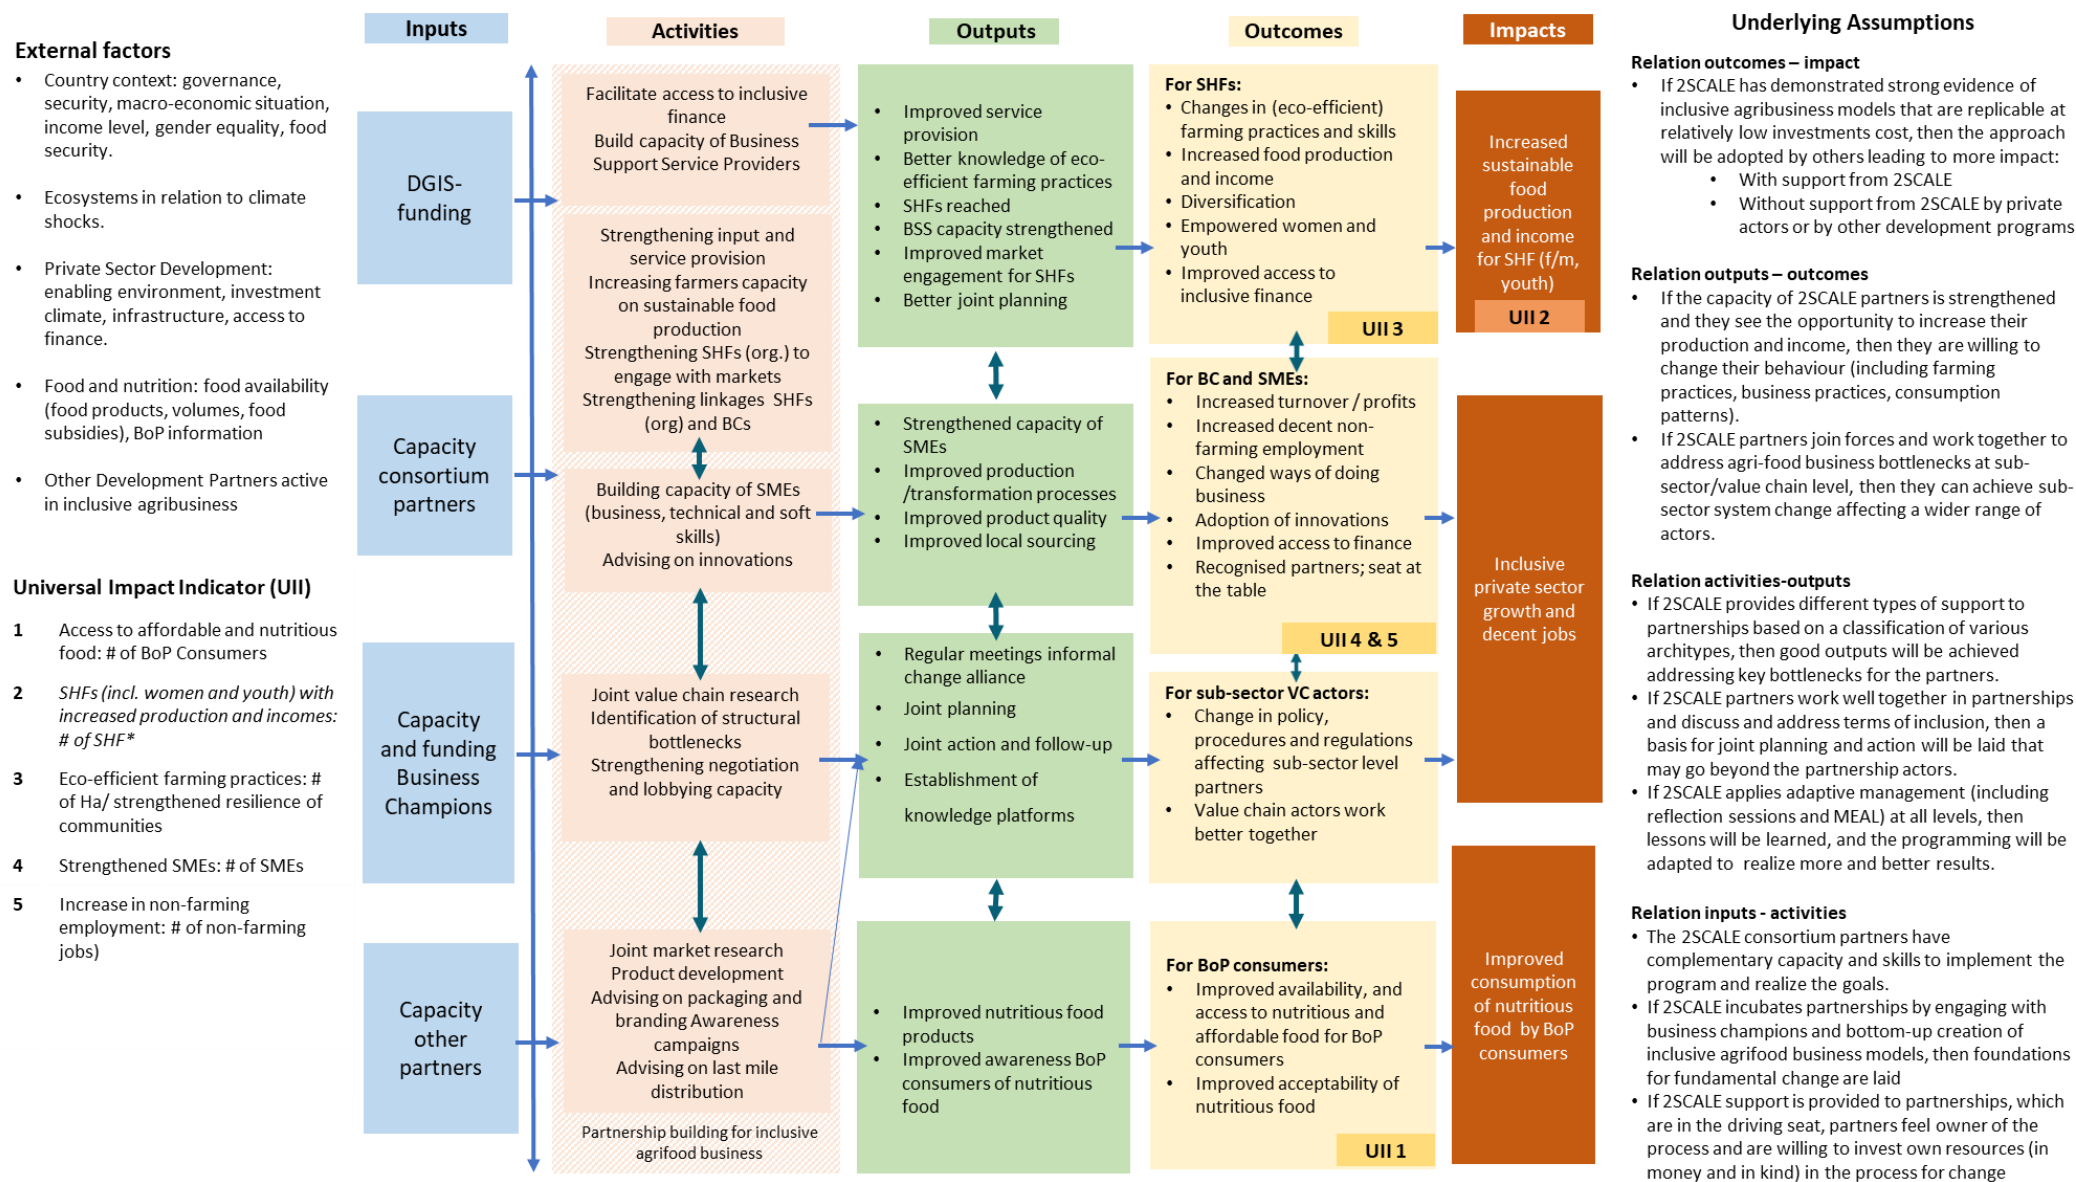 External factors
• Country context: governance,
security, macro-economic situation,
income level, gender equality, food
security.
• Ecosystems in relation to climate
shocks.
• Private Sector Development:
enabling environment, investment
climate, infrastructure, access to
finance.
• Food and nutrition: food availability
(food products, volumes, food
subsidies), BoP information
• Other Development Partners active
in inclusive agribusiness
Universal Impact Indicator (UII)
1 Access to affordable and nutritious
food: # of BoP Consumers
2 SHFs (incl. women and youth) with
increased production and incomes:
# of SHF*
3 Eco-efficient farming practices: #
of Ha/ strengthened resilience of
communities
4 Strengthened SMEs: # of SMEs
5 Increase in non-farming
employment: # of non-farming
jobs)
Inputs
DGIS-
funding
Capacity
consortium
partners
Capacity
and funding
Business
Champions
Capacity
other
partners
Activities
Facilitate access to inclusive
finance
Build capacity of Business
Support Service Providers
Strengthening input and
service provision
Increasing farmers capacity
on sustainable food
production
Strengthening SHFs (org.) to
engage with markets
Strengthening linkages SHFs
(org) and BCs
Building capacity of SMEs
(business, technical and soft
skills)
Advising on innovations
Joint value chain research
Identification of structural
bottlenecks
Strengthening negotiation
and lobbying capacity
Joint market research
Product development
Advising on packaging and
branding Awareness
campaigns
Advising on last mile
distribution
Partnership building for inclusive
agrifood business
Outputs
• Improved service
provision
• Better knowledge of eco-
efficient farming practices
• SHFs reached
• BSS capacity strengthened
• Improved market
engagement for SHFs
• Better joint planning
• Strengthened capacity of
SMEs
• Improved production
/transformation processes
• Improved product quality
• Improved local sourcing
• Regular meetings informal
change alliance
• Joint planning
• Joint action and follow-up
• Establishment of
knowledge platforms
• Improved nutritious food
products
• Improved awareness BoP
consumers of nutritious
food
Outcomes
For SHFs:
• Changes in (eco-efficient)
farming practices and skills
• Increased food production
and income
• Diversification
• Empowered women and
youth
• Improved access to
inclusive finance
UII 3
For BC and SMEs:
• Increased turnover / profits
• Increased decent non-
farming employment
• Changed ways of doing
business
• Adoption of innovations
• Improved access to finance
• Recognised partners; seat at
the table
UII 4 & 5
For sub-sector VC actors:
• Change in policy,
procedures and regulations
affecting sub-sector level
partners
• Value chain actors work
better together
For BoP consumers:
• Improved availability, and
access to nutritious and
affordable food for BoP
consumers
• Improved acceptability of
nutritious food
UII 1
Impacts
Increased
sustainable
food
production
and income
for SHF (f/m,
youth)
UII 2
Inclusive
private sector
growth and
decent jobs
Improved
consumption
of nutritious
food by BoP
consumers
Underlying Assumptions
Relation outcomes – impact
• If 2SCALE has demonstrated strong evidence of
inclusive agribusiness models that are replicable at
relatively low investments cost, then the approach
will be adopted by others leading to more impact:
• With support from 2SCALE
• Without support from 2SCALE by private
actors or by other development programs
Relation outputs – outcomes
• If the capacity of 2SCALE partners is strengthened
and they see the opportunity to increase their
production and income, then they are willing to
change their behaviour (including farming
practices, business practices, consumption
patterns).
• If 2SCALE partners join forces and work together to
address agri-food business bottlenecks at sub-
sector/value chain level, then they can achieve sub-
sector system change affecting a wider range of
actors.
Relation activities-outputs
• If 2SCALE provides different types of support to
partnerships based on a classification of various
architypes, then good outputs will be achieved
addressing key bottlenecks for the partners.
• If 2SCALE partners work well together in partnerships
and discuss and address terms of inclusion, then a
basis for joint planning and action will be laid that
may go beyond the partnership actors.
• If 2SCALE applies adaptive management (including
reflection sessions and MEAL) at all levels, then
lessons will be learned, and the programming will be
adapted to realize more and better results.
Relation inputs - activities
• The 2SCALE consortium partners have
complementary capacity and skills to implement the
program and realize the goals.
• If 2SCALE incubates partnerships by engaging with
business champions and bottom-up creation of
inclusive agrifood business models, then foundations
for fundamental change are laid
• If 2SCALE support is provided to partnerships, which
are in the driving seat, partners feel owner of the
process and are willing to invest own resources (in
money and in kind) in the process for change